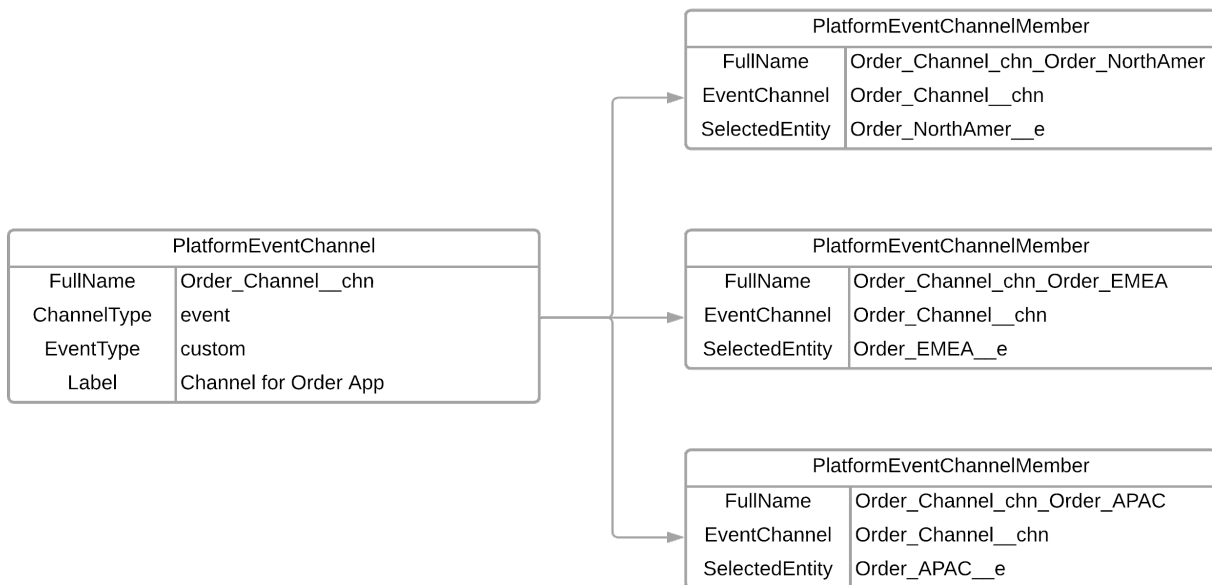 PlatformEventChannelMember
FullName Order_Channel_chn_Order_NorthAmer
EventChannel Order_Channel__chn
SelectedEntity Order_NorthAmer__e
PlatformEventChannel
FullName Order_Channel__chn
ChannelType event
EventType custom
Label Channel for Order App
PlatformEventChannelMember
FullName Order_Channel_chn_Order_EMEA
EventChannel Order_Channel__chn
SelectedEntity Order_EMEA__e
PlatformEventChannelMember
FullName Order_Channel_chn_Order_APAC
EventChannel Order_Channel__chn
SelectedEntity Order_APAC__e